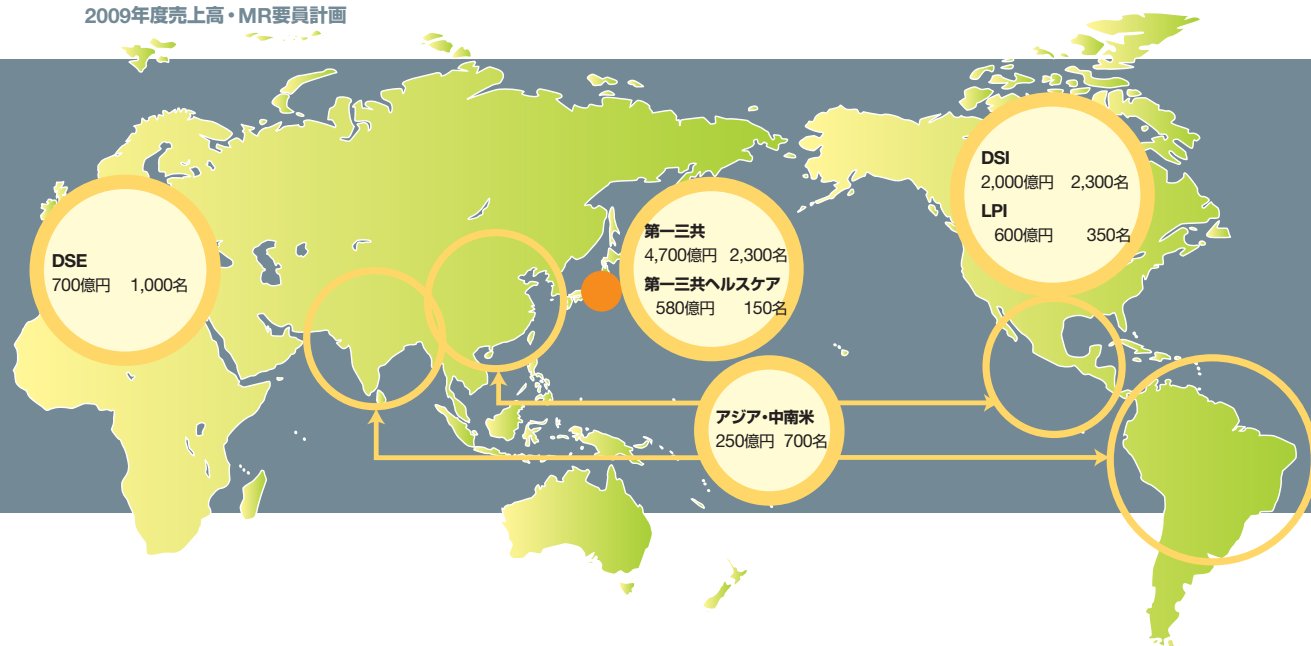 2009年度売上高・MR要員計画
DSE
700億円 1,000名
第一三共
4,700億円 2,300名
第一三共ヘルスケア
580億円 150名
DSI
2,000億円 2,300名
LPI
600億円 350名
アジア・中南米
250億円 700名